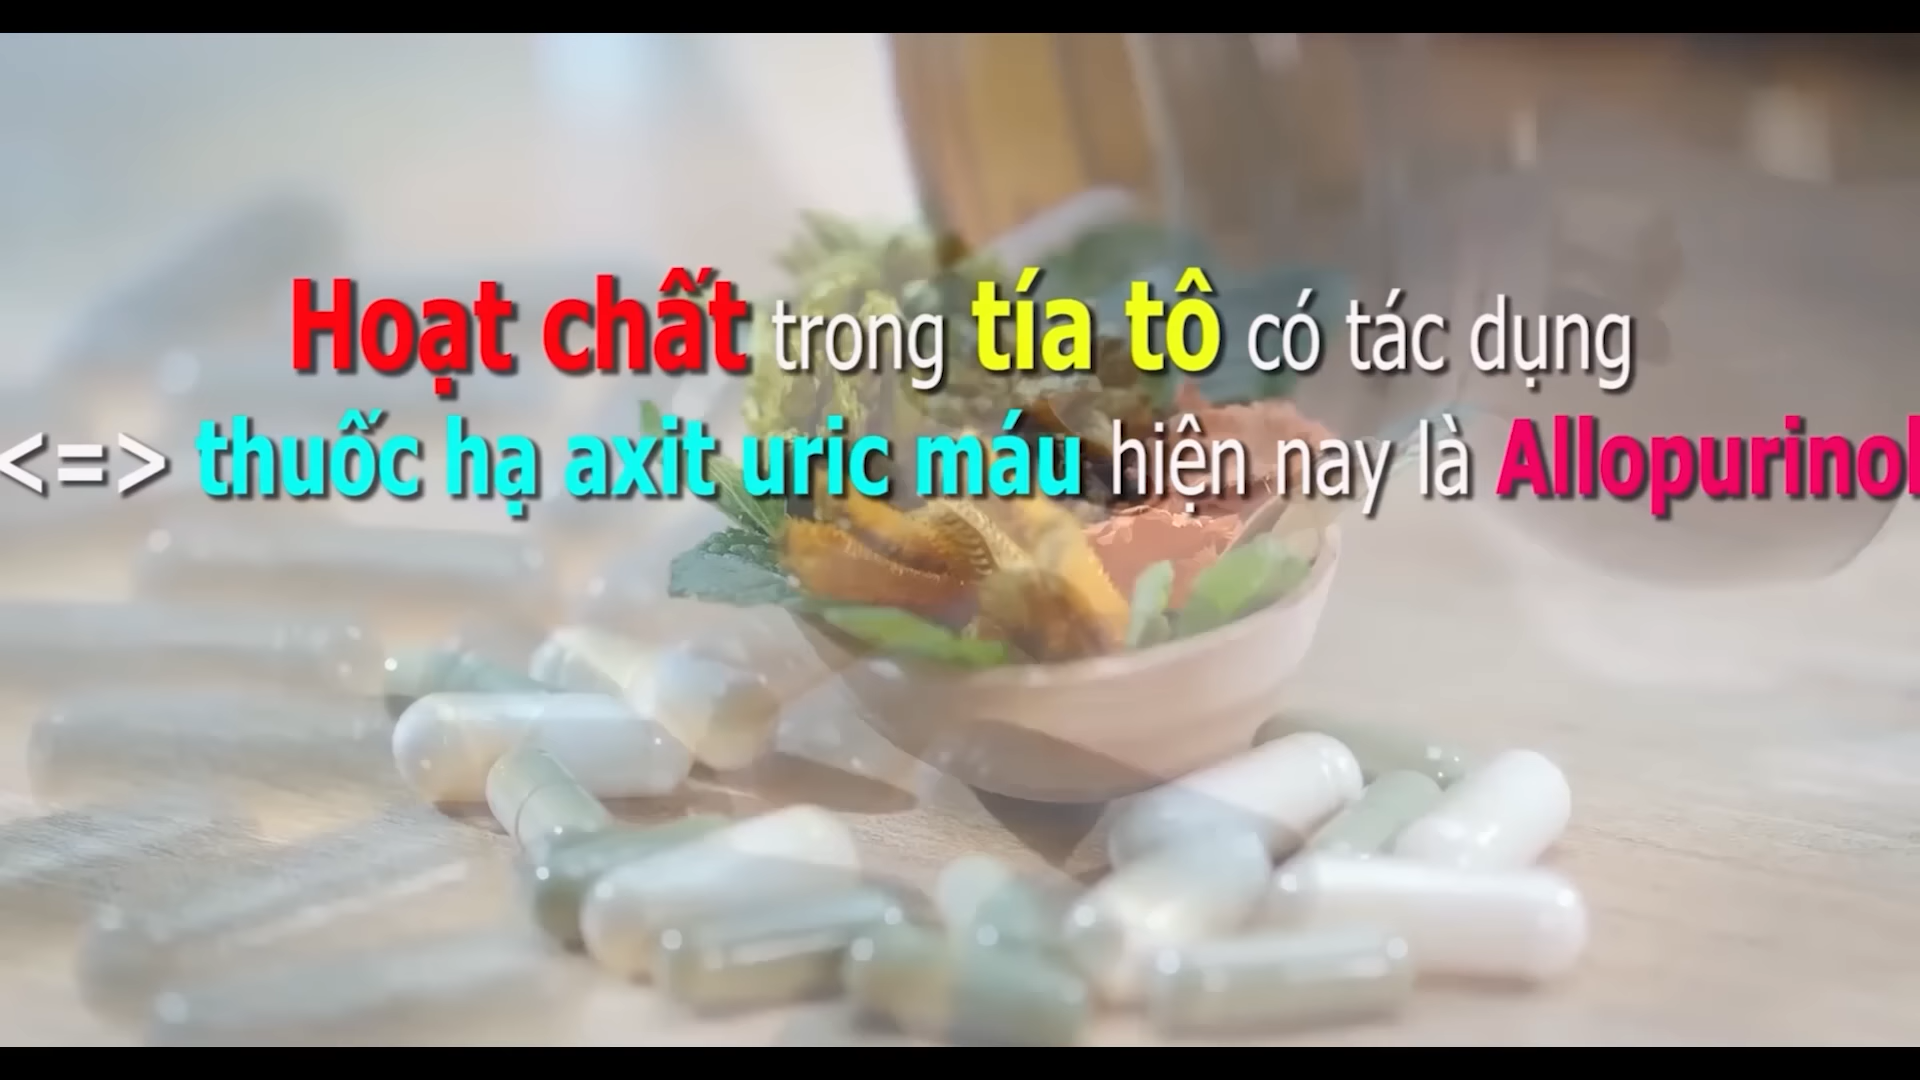 Hoạt chất trong tía tô có tác dụng
<=> thuốc hạ axit uric máu hiện nay là Allopurinol